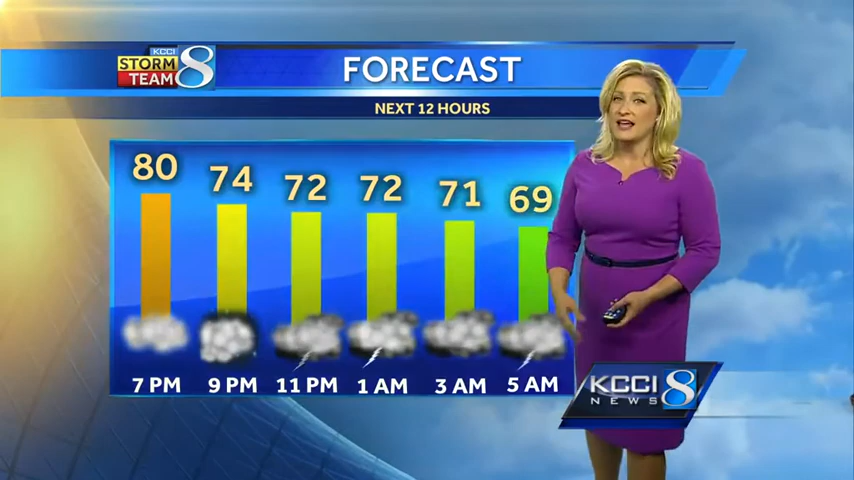 KCCI
STORM
TEAM 8
FORECAST
NEXT 12 HOURS
80 74 72 72 71 69
7 PM 9 PM 11 PM 1 AM 3 AM 5 AM
KCCI 8
NEWS